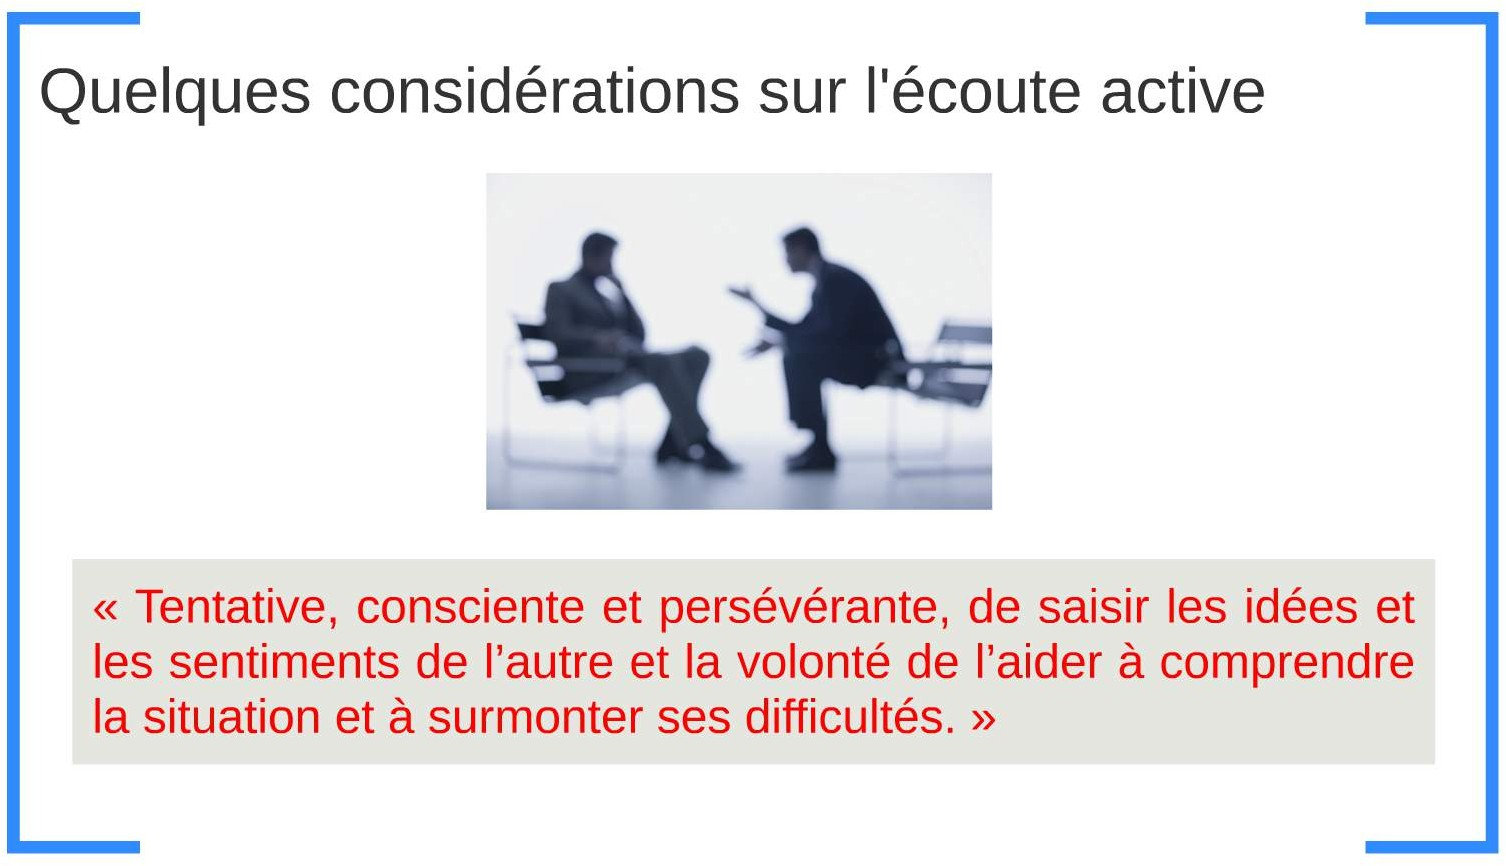 Quelques considérations sur l'écoute active
« Tentative, consciente et persévérante, de saisir les idées et
les sentiments de l’autre et la volonté de l’aider à comprendre
la situation et à surmonter ses difficultés. »